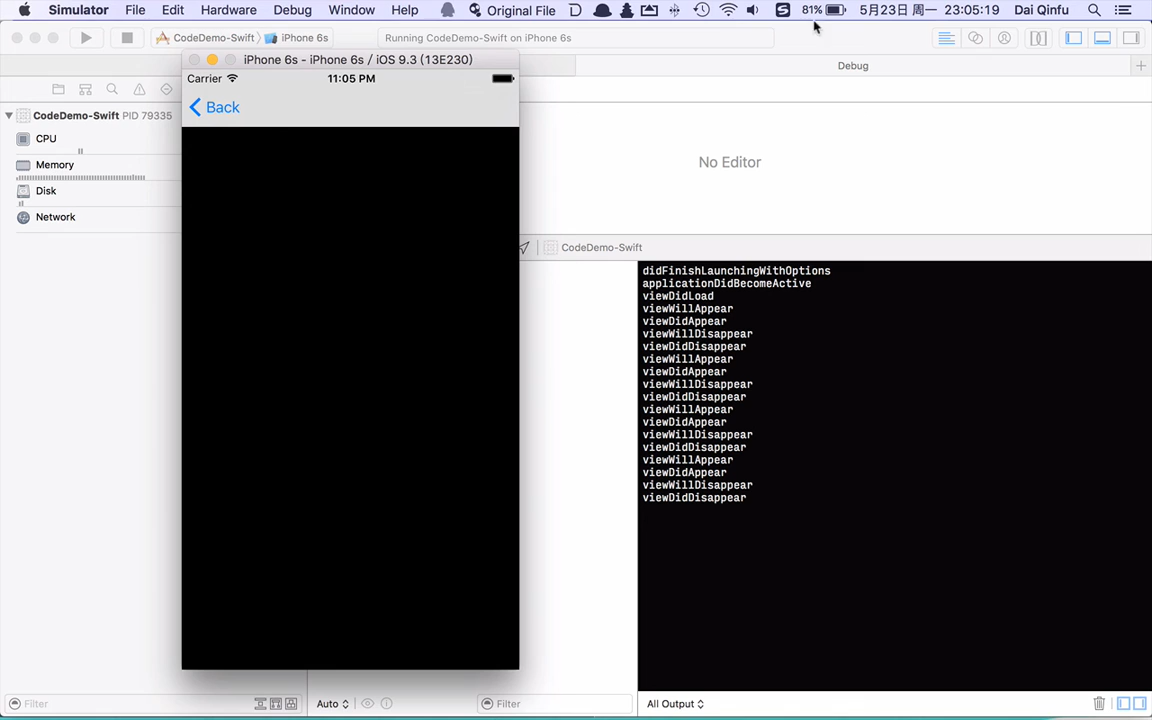 Simulator File Edit Hardware Debug Window Help Original File 81% 5月23日 周一 23:05:19 Dai Qinfu
CodeDemo-Swift iPhone 6s Running CodeDemo-Swift on iPhone 6s
iPhone 6s - iPhone 6s / iOS 9.3 (13E230)
Debug
Carrier 11:05 PM
Back
CodeDemo-Swift PID 79335
CPU
Memory
Disk
Network
No Editor
CodeDemo-Swift
didFinishLaunchingWithOptions
applicationDidBecomeActive
viewDidLoad
viewWillAppear
viewDidAppear
viewWillDisappear
viewDidDisappear
viewWillAppear
viewDidAppear
viewWillDisappear
viewDidDisappear
viewWillAppear
viewDidAppear
viewWillDisappear
viewDidDisappear
viewWillAppear
viewDidAppear
viewWillDisappear
viewDidDisappear
Filter Auto Filter All Output